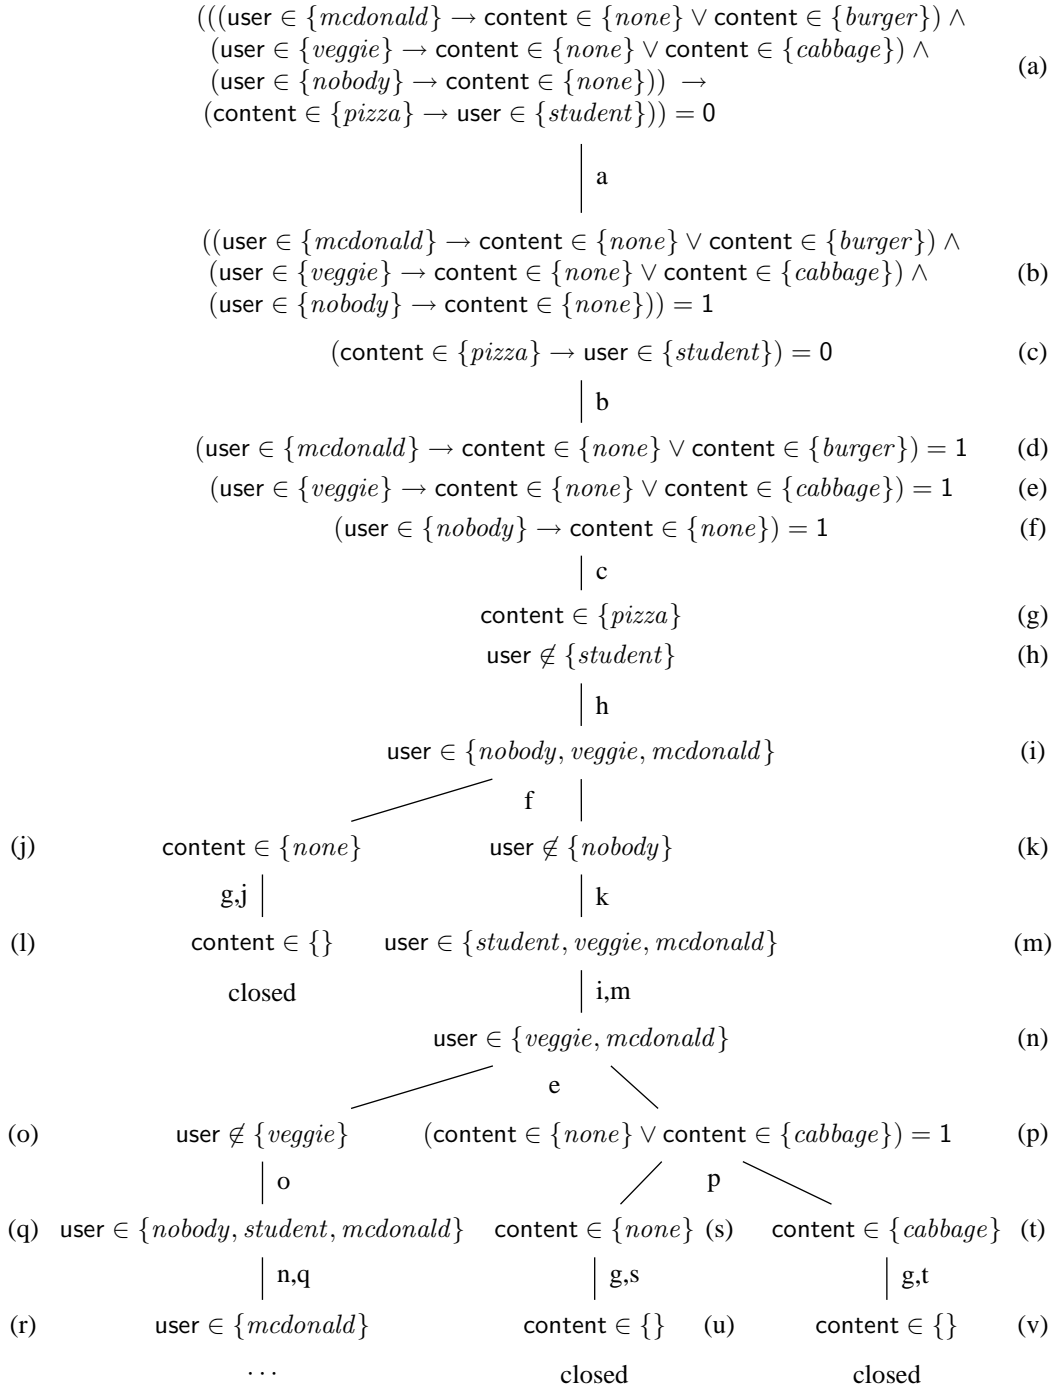 (((user ∈ {mcdonald} → content ∈ {none} ∨ content ∈ {burger}) ∧
(user ∈ {veggie} → content ∈ {none} ∨ content ∈ {cabbage}) ∧
(user ∈ {nobody} → content ∈ {none})) →
(content ∈ {pizza} → user ∈ {student})) = 0
(a)
a
((user ∈ {mcdonald} → content ∈ {none} ∨ content ∈ {burger}) ∧
(user ∈ {veggie} → content ∈ {none} ∨ content ∈ {cabbage}) ∧
(user ∈ {nobody} → content ∈ {none})) = 1
(b)
(content ∈ {pizza} → user ∈ {student}) = 0 (c)
b
(user ∈ {mcdonald} → content ∈ {none} ∨ content ∈ {burger}) = 1 (d)
(user ∈ {veggie} → content ∈ {none} ∨ content ∈ {cabbage}) = 1 (e)
(user ∈ {nobody} → content ∈ {none}) = 1 (f)
c
content ∈ {pizza} (g)
user ∉ {student} (h)
h
user ∈ {nobody, veggie, mcdonald} (i)
f
(j) content ∈ {none} user ∉ {nobody} (k)
g,j k
(l) content ∈ {} user ∈ {student, veggie, mcdonald} (m)
closed i,m
user ∈ {veggie, mcdonald} (n)
e
(o) user ∉ {veggie} (content ∈ {none} ∨ content ∈ {cabbage}) = 1 (p)
o p
(q) user ∈ {nobody, student, mcdonald} content ∈ {none} (s) content ∈ {cabbage} (t)
n,q g,s g,t
(r) user ∈ {mcdonald} content ∈ {} (u) content ∈ {} (v)
··· closed closed